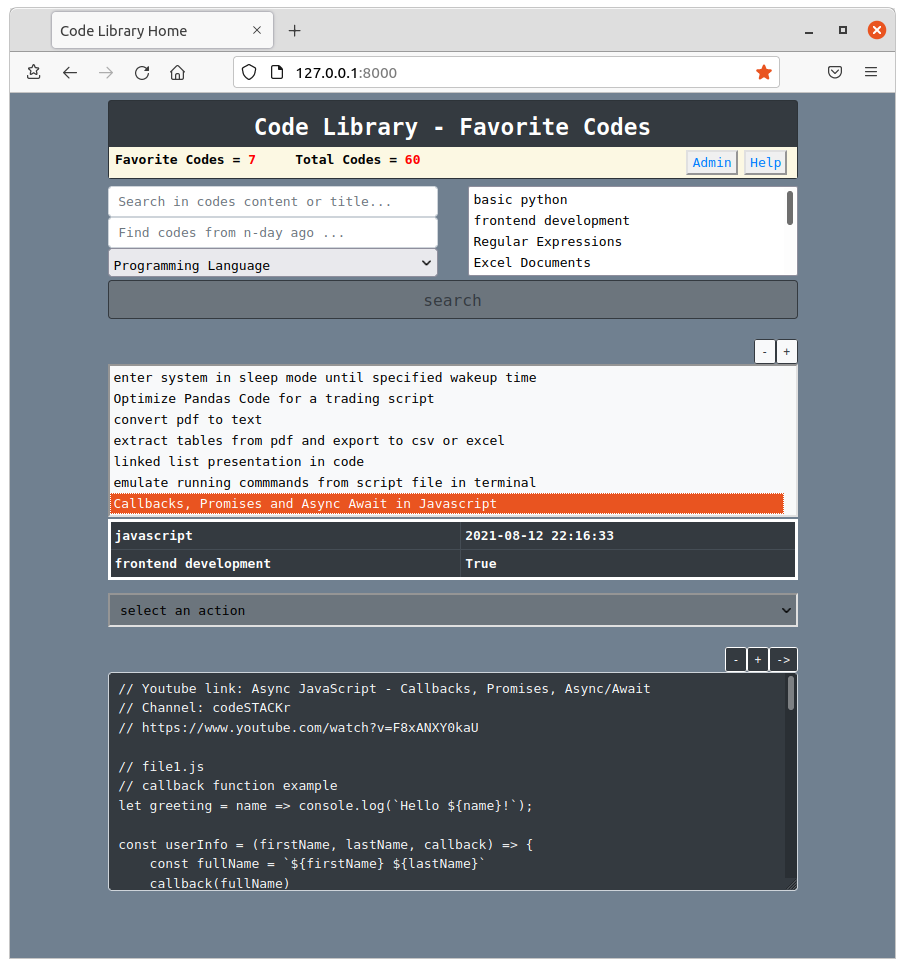 Code Library Home
127.0.0.1:8000
Code Library - Favorite Codes
Favorite Codes = 7 Total Codes = 60 Admin Help
Search in codes content or title...
Find codes from n-day ago ...
Programming Language
basic python
frontend development
Regular Expressions
Excel Documents
search
- +
enter system in sleep mode until specified wakeup time
Optimize Pandas Code for a trading script
convert pdf to text
extract tables from pdf and export to csv or excel
linked list presentation in code
emulate running commmands from script file in terminal
Callbacks, Promises and Async Await in Javascript
javascript 2021-08-12 22:16:33
frontend development True
select an action
- + ->
// Youtube link: Async JavaScript - Callbacks, Promises, Async/Await
// Channel: codeSTACKr
// https://www.youtube.com/watch?v=F8xANXY0kaU
// file1.js
// callback function example
let greeting = name => console.log(`Hello ${name}!`);
const userInfo = (firstName, lastName, callback) => {
const fullName = `${firstName} ${lastName}`
callback(fullName)